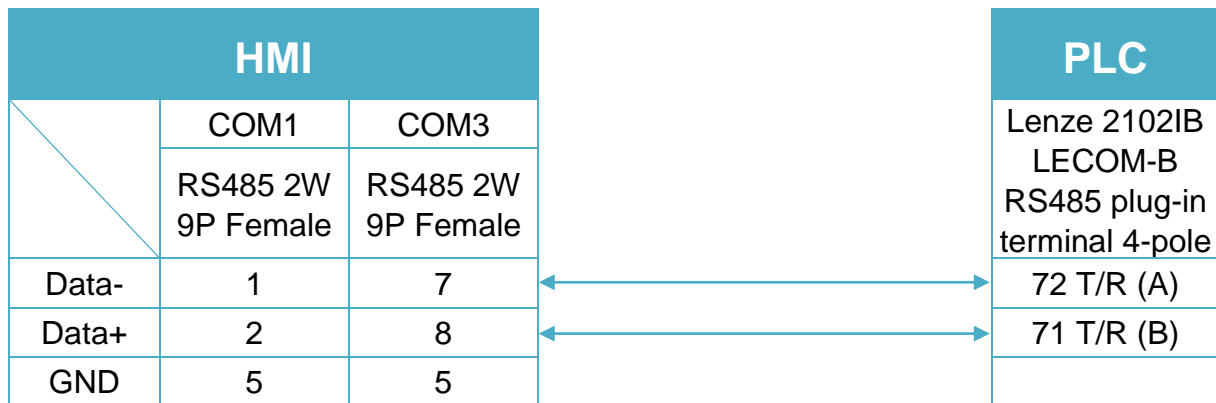 HMI
PLC
COM1
COM3
RS485 2W
9P Female
RS485 2W
9P Female
Lenze 2102IB
LECOM-B
RS485 plug-in
terminal 4-pole
Data-
1
7
72 T/R (A)
Data+
2
8
71 T/R (B)
GND
5
5